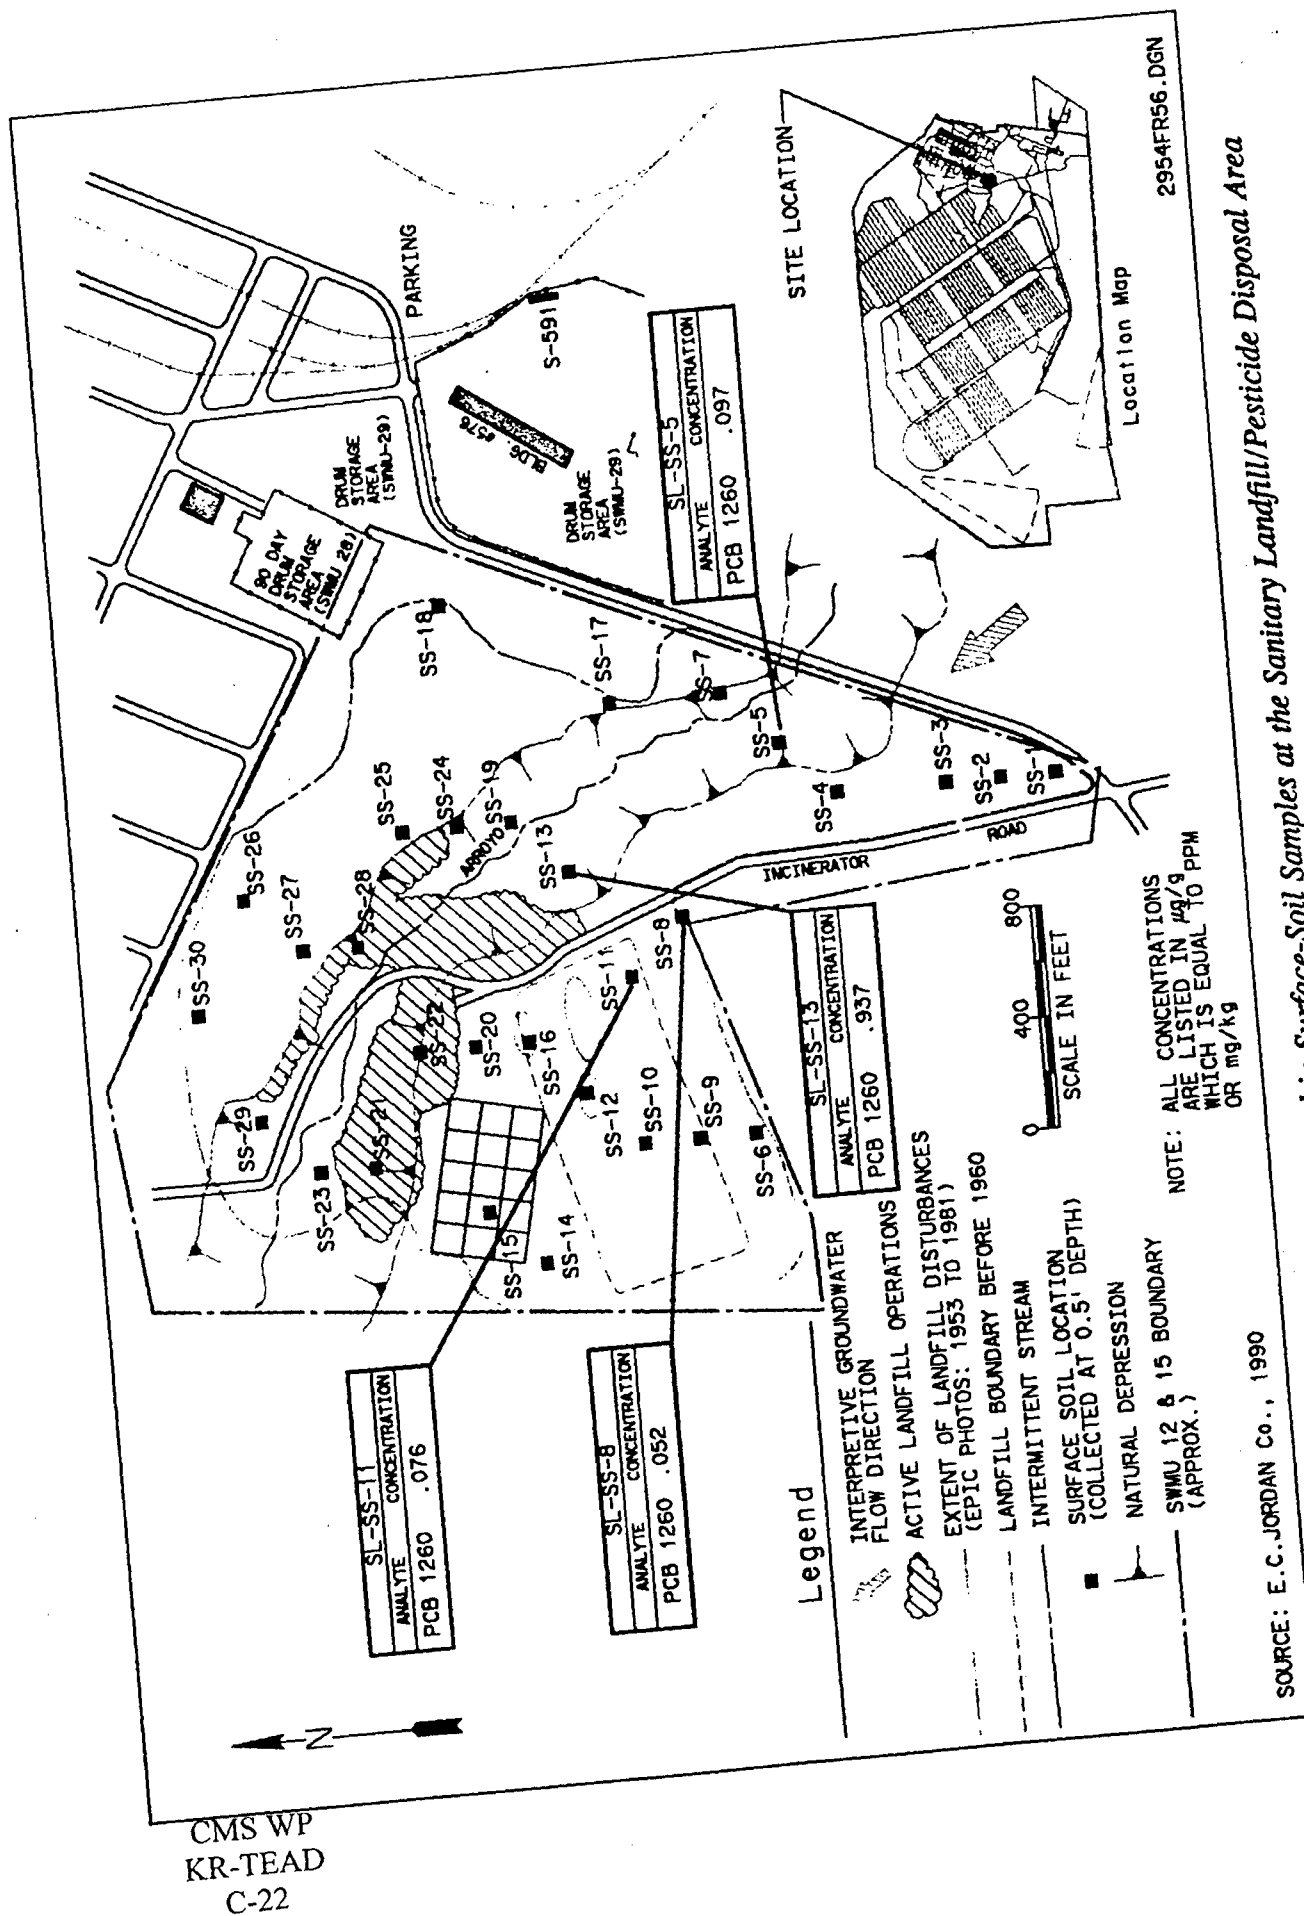 PARKING
S-591
BLDG. #576
DRUM
STORAGE
AREA
(SWMU-29)
DRUM
STORAGE
AREA
(SWMU-29)
90 DAY
DRUM
STORAGE
AREA
(SWMU 28)
SITE LOCATION
Location Map
2954FR56.DGN
SL-SS-5
ANALYTE CONCENTRATION
PCB 1260 .097
SS-18
SS-17
SS-7
SS-5
SS-4
SS-3
SS-2
SS-1
SS-26
SS-25
SS-24
SS-19
SS-13
ARROYO
SS-27
SS-28
SS-30
INCINERATOR
ROAD
SS-8
SS-11
SS-22
SS-20
SS-16
SS-12
SS-10
SS-9
SS-6
SS-29
SS-23
SS-15
SS-14
SL-SS-13
ANALYTE CONCENTRATION
PCB 1260 .937
SL-SS-11
ANALYTE CONCENTRATION
PCB 1260 .076
SL-SS-8
ANALYTE CONCENTRATION
PCB 1260 .052
N
0 400 800
SCALE IN FEET
NOTE: ALL CONCENTRATIONS
ARE LISTED IN µg/g
WHICH IS EQUAL TO PPM
OR mg/kg
Legend
INTERPRETIVE GROUNDWATER
FLOW DIRECTION
ACTIVE LANDFILL OPERATIONS
EXTENT OF LANDFILL DISTURBANCES
(EPIC PHOTOS: 1953 TO 1981)
LANDFILL BOUNDARY BEFORE 1960
INTERMITTENT STREAM
SURFACE SOIL LOCATION
(COLLECTED AT 0.5' DEPTH)
NATURAL DEPRESSION
SWMU 12 & 15 BOUNDARY
(APPROX.)
SOURCE: E.C.JORDAN Co., 1990
Surface-Soil Samples at the Sanitary Landfill/Pesticide Disposal Area
CMS WP
KR-TEAD
C-22